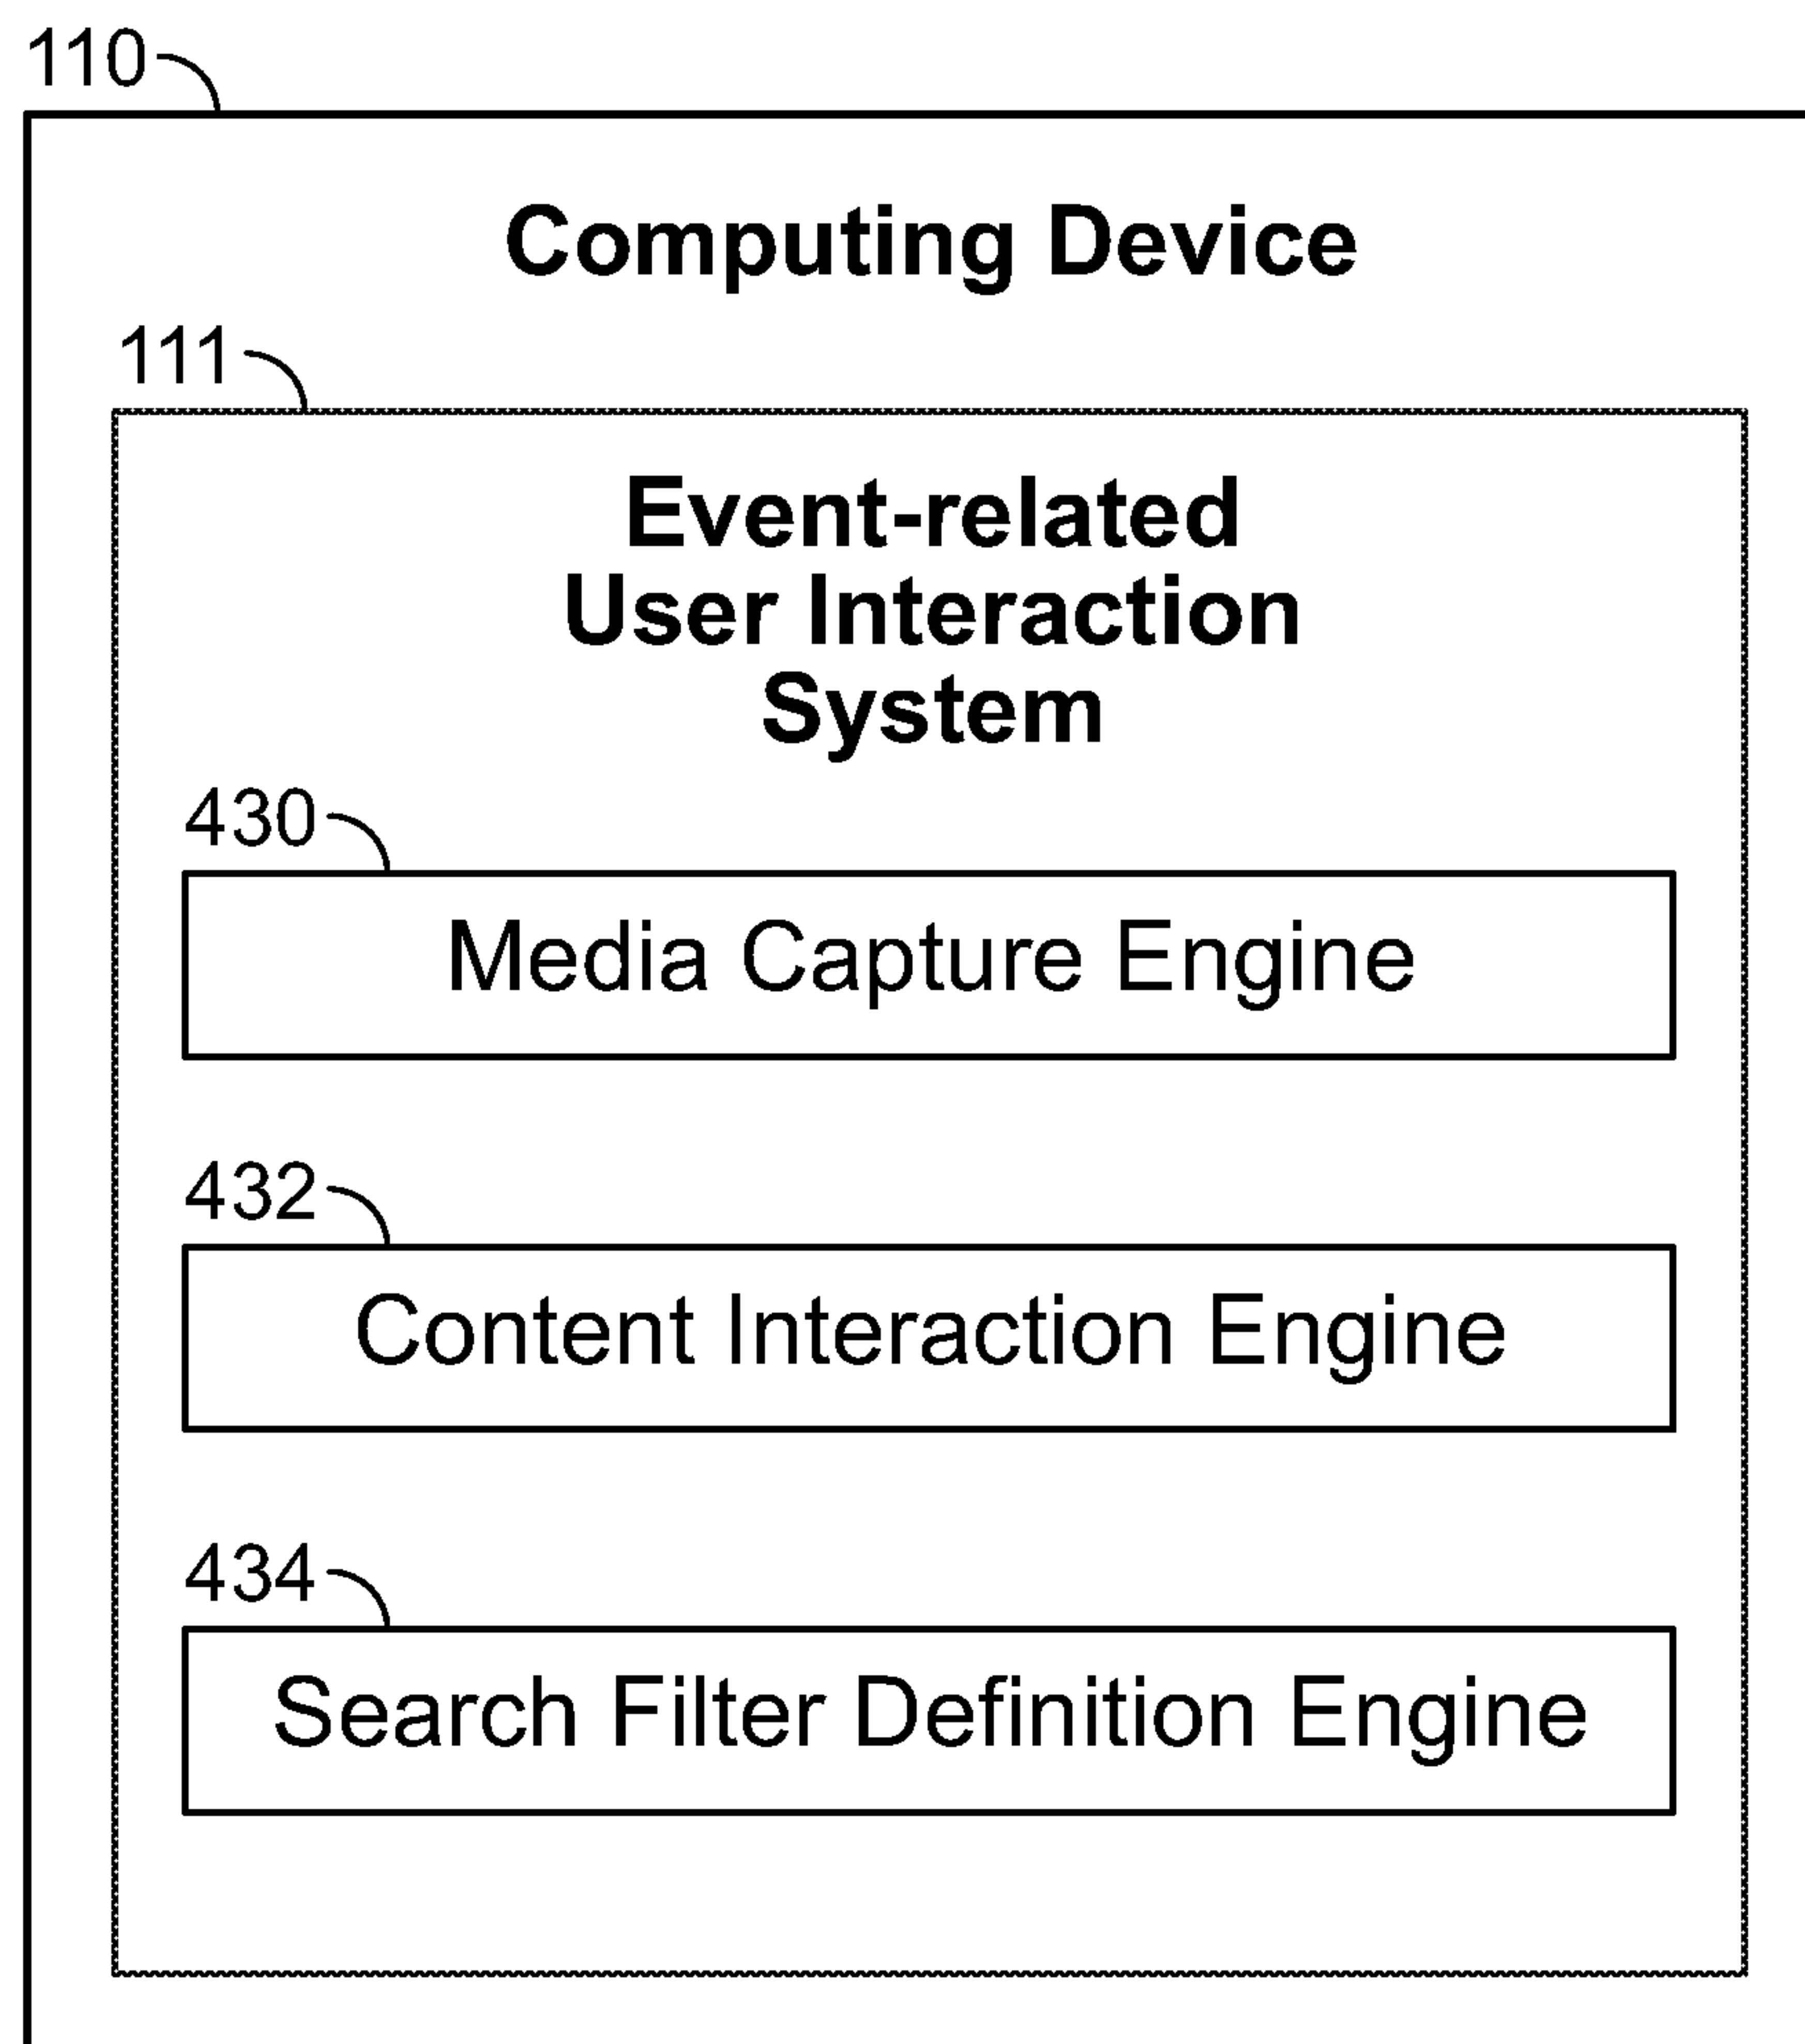 110
Computing Device
111
Event-related
User Interaction
System
430
Media Capture Engine
432
Content Interaction Engine
434
Search Filter Definition Engine